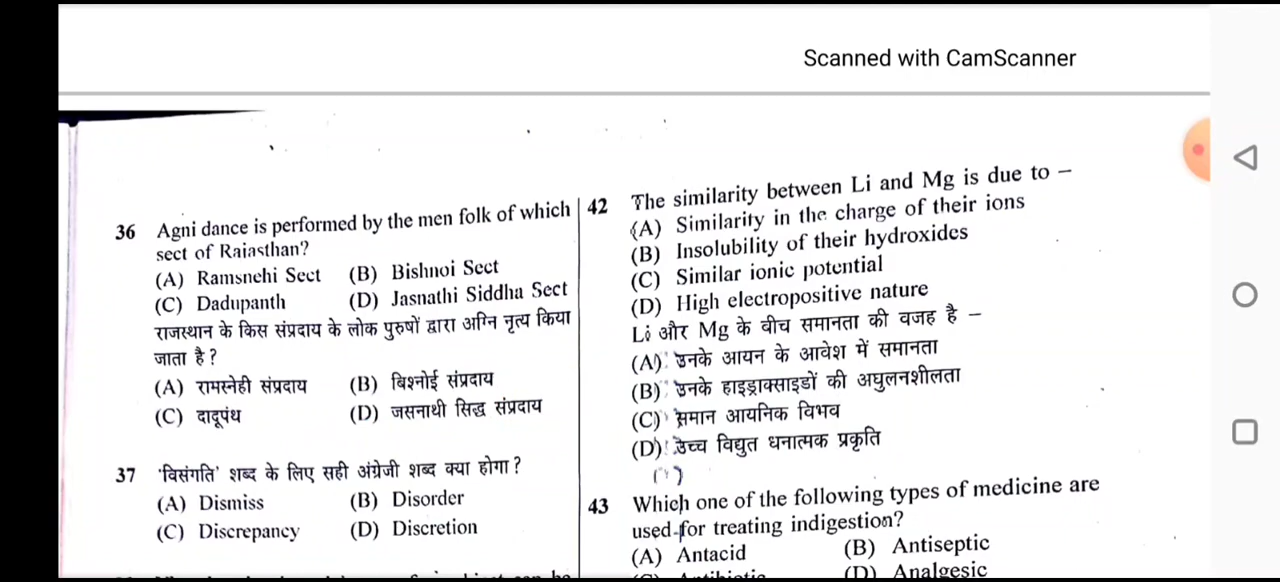 Scanned with CamScanner
36 Agni dance is performed by the men folk of which
sect of Rajasthan?
(A) Ramsnehi Sect (B) Bishnoi Sect
(C) Dadupanth (D) Jasnathi Siddha Sect
राजस्थान के किस संप्रदाय के लोक पुरुषों द्वारा अग्नि नृत्य किया
जाता है ?
(A) रामस्नेही संप्रदाय (B) बिश्नोई संप्रदाय
(C) दादूपंथ (D) जसनाथी सिद्ध संप्रदाय
37 'विसंगति' शब्द के लिए सही अंग्रेजी शब्द क्या होगा ?
(A) Dismiss (B) Disorder
(C) Discrepancy (D) Discretion
42 The similarity between Li and Mg is due to –
(A) Similarity in the charge of their ions
(B) Insolubility of their hydroxides
(C) Similar ionic potential
(D) High electropositive nature
Li और Mg के बीच समानता की वजह है –
(A) उनके आयन के आवेश में समानता
(B) उनके हाइड्राक्साइडों की अघुलनशीलता
(C) समान आयनिक विभव
(D) उच्च विद्युत धनात्मक प्रकृति
43 Which one of the following types of medicine are
used for treating indigestion?
(A) Antacid (B) Antiseptic
(C) Antibiotic (D) Analgesic